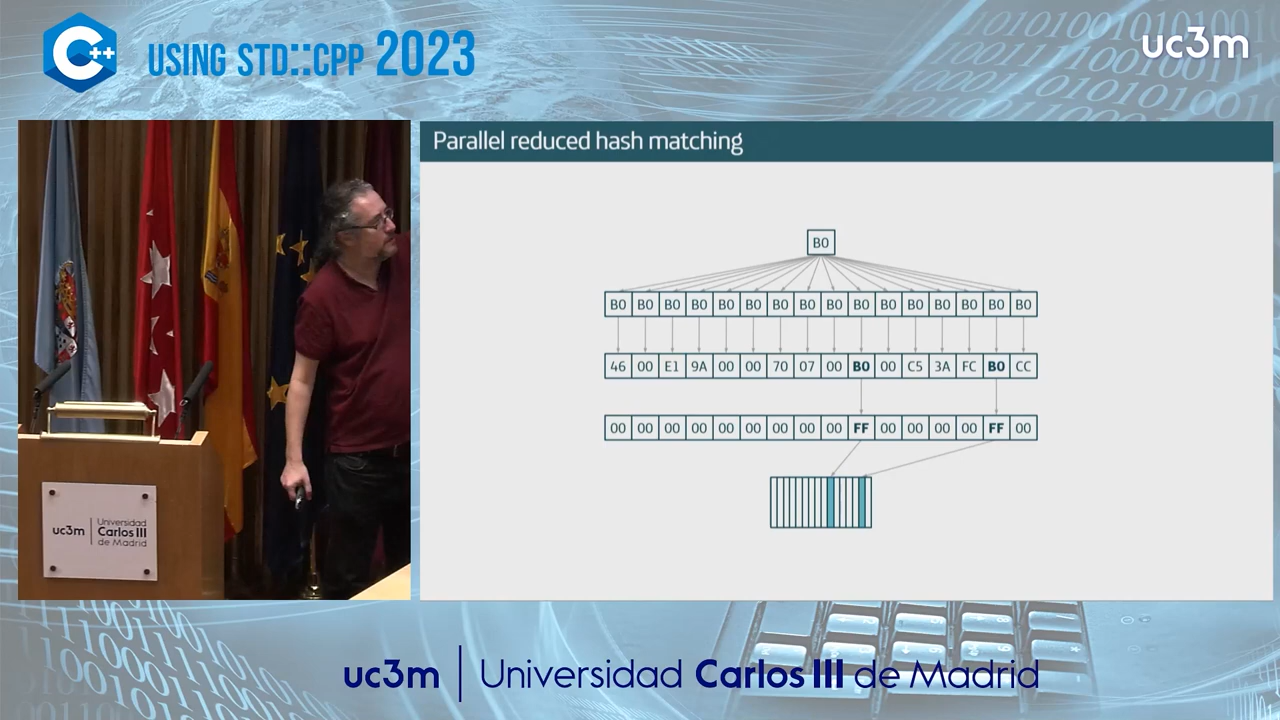 C++
USING STD::CPP 2023
uc3m
Parallel reduced hash matching
B0
B0 B0 B0 B0 B0 B0 B0 B0 B0 B0 B0 B0 B0 B0 B0 B0
46 00 E1 9A 00 00 70 07 00 B0 00 C5 3A FC B0 CC
00 00 00 00 00 00 00 00 00 FF 00 00 00 00 FF 00
uc3m
Universidad
Carlos III
de Madrid
uc3m Universidad Carlos III de Madrid